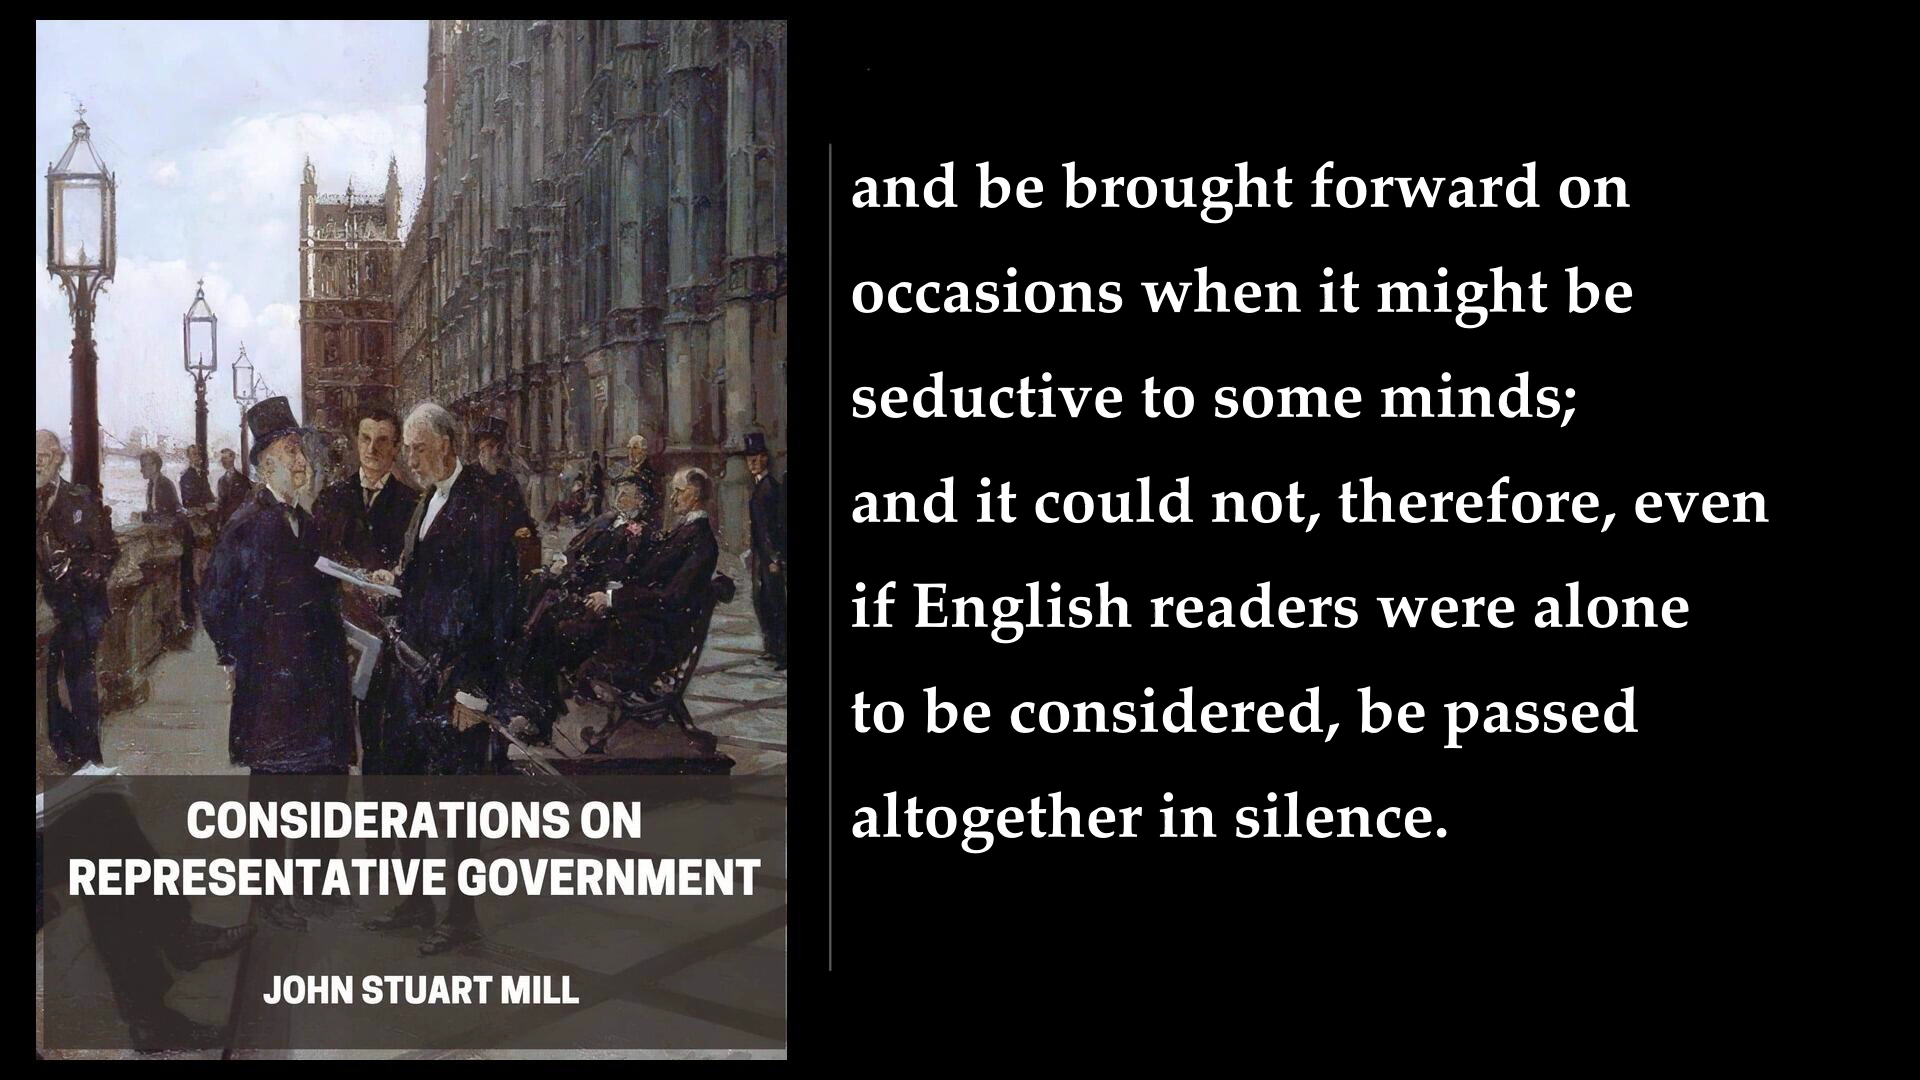 CONSIDERATIONS ON
REPRESENTATIVE GOVERNMENT
JOHN STUART MILL
and be brought forward on
occasions when it might be
seductive to some minds;
and it could not, therefore, even
if English readers were alone
to be considered, be passed
altogether in silence.